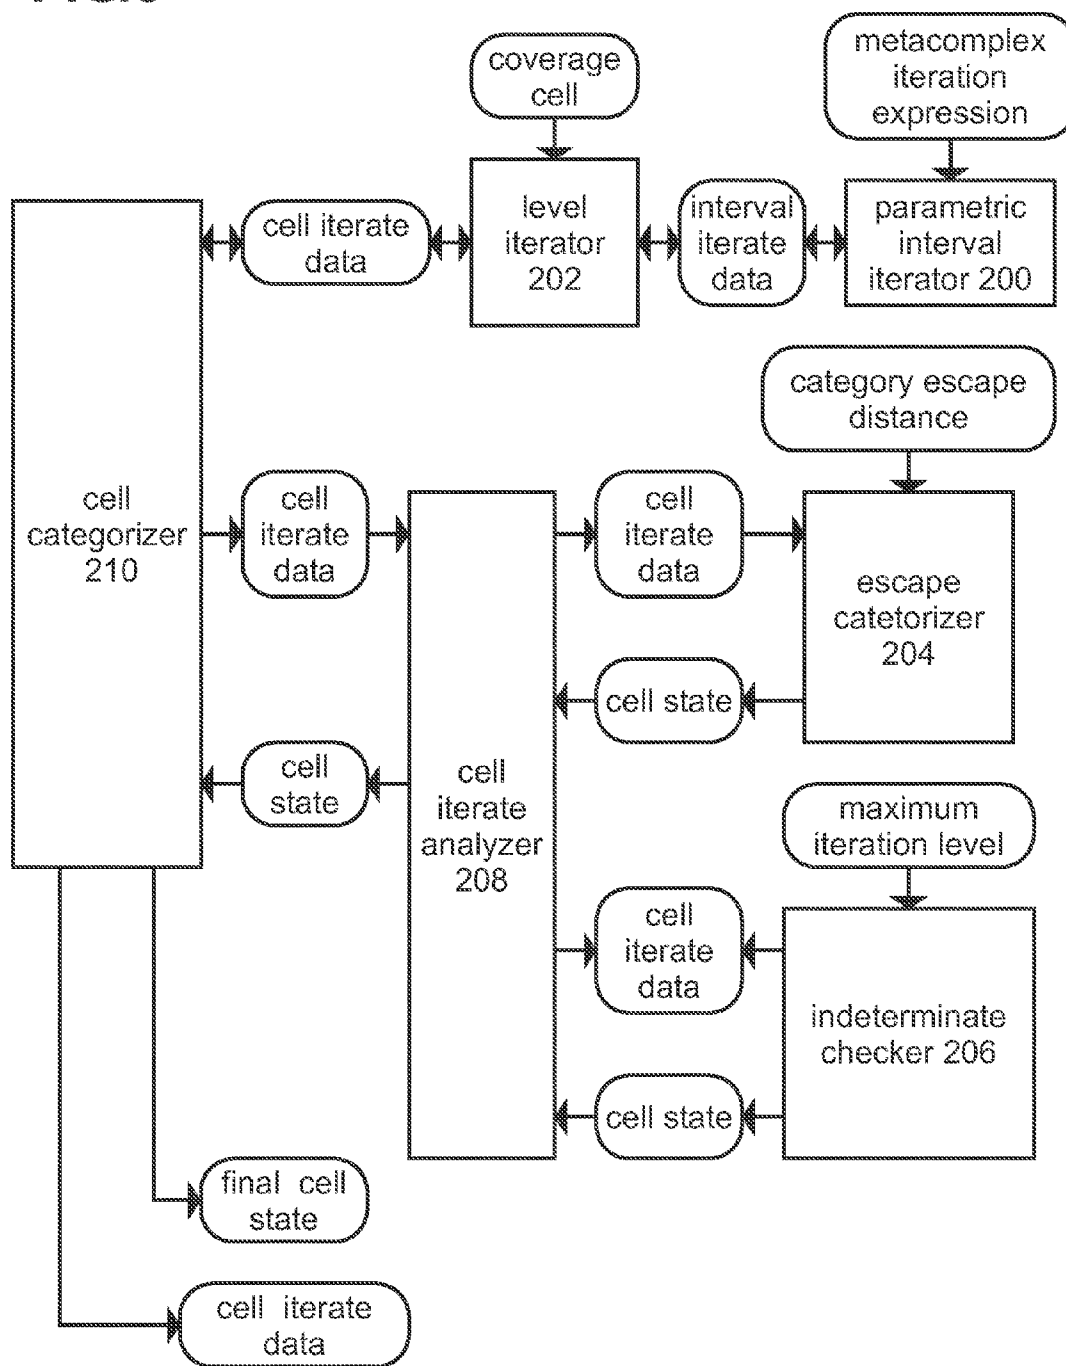 coverage
cell
metacomplex
iteration
expression
cell iterate
data
level
iterator
202
interval
iterate
data
parametric
interval
iterator 200
category escape
distance
cell
categorizer
210
cell
iterate
data
cell
iterate
data
escape
catetorizer
204
cell state
cell
state
cell
iterate
analyzer
208
maximum
iteration level
cell
iterate
data
indeterminate
checker 206
cell state
final cell
state
cell iterate
data